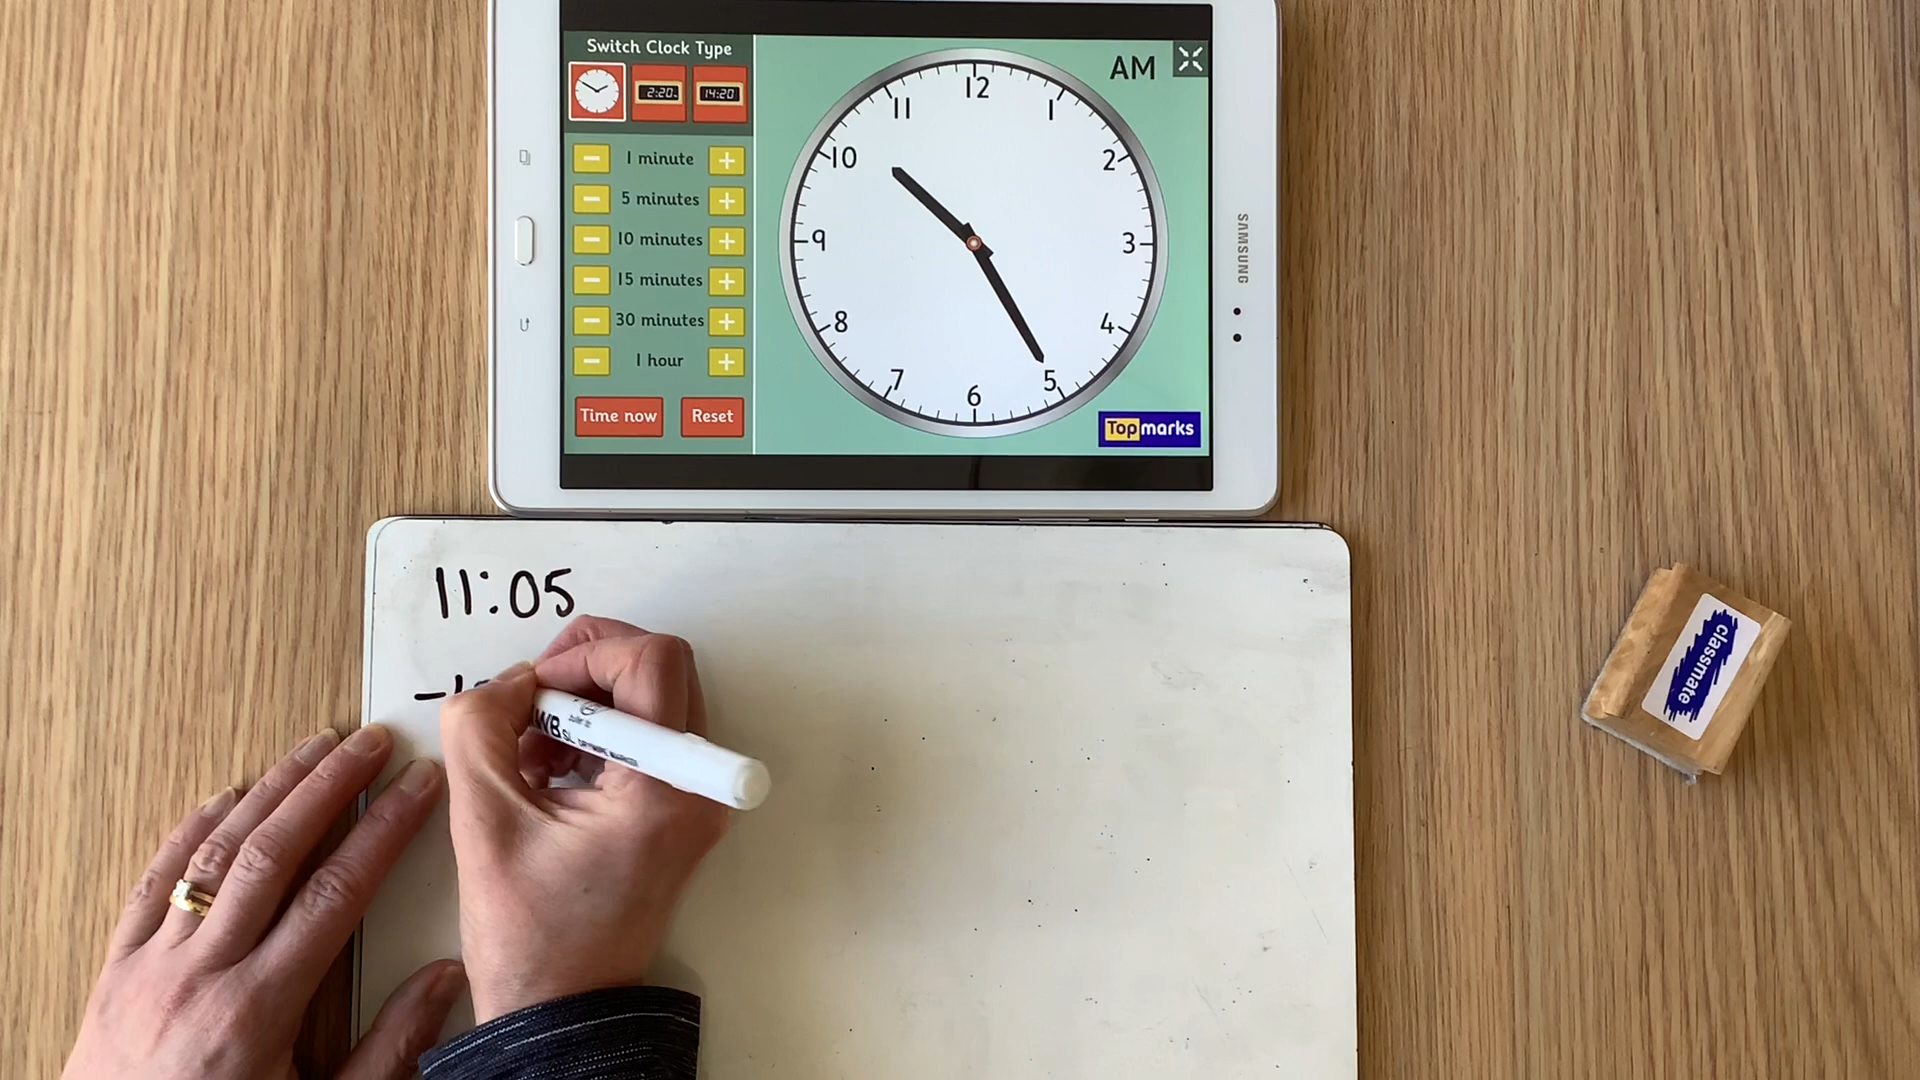 Switch Clock Type
2:20
14:20
1 minute
5 minutes
10 minutes
15 minutes
30 minutes
1 hour
Time now
Reset
AM
12
1
2
3
4
5
6
7
8
9
10
11
Topmarks
SAMSUNG
11:05
WB
classmate